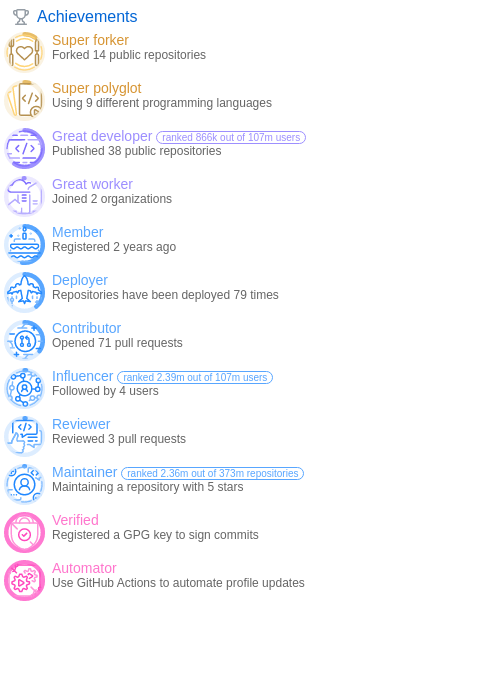 Achievements
Super forker
Forked 14 public repositories
Super polyglot
Using 9 different programming languages
Great developer ranked 866k out of 107m users
Published 38 public repositories
Great worker
Joined 2 organizations
Member
Registered 2 years ago
Deployer
Repositories have been deployed 79 times
Contributor
Opened 71 pull requests
Influencer ranked 2.39m out of 107m users
Followed by 4 users
Reviewer
Reviewed 3 pull requests
Maintainer ranked 2.36m out of 373m repositories
Maintaining a repository with 5 stars
Verified
Registered a GPG key to sign commits
Automator
Use GitHub Actions to automate profile updates